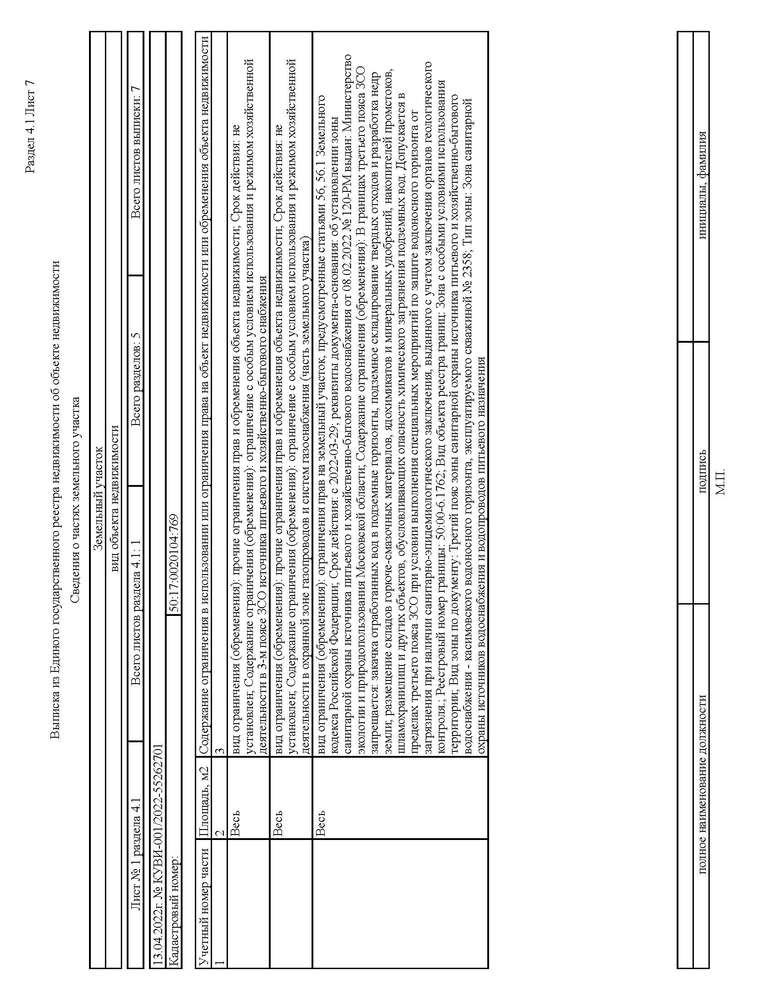 Раздел 4.1 Лист 7
Выписка из Единого государственного реестра недвижимости об объекте недвижимости
Сведения о частях земельного участка
Земельный участок
вид объекта недвижимости
Лист № 1 раздела 4.1 Всего листов раздела 4.1: 1 Всего разделов: 5 Всего листов выписки: 7
13.04.2022г. № КУВИ-001/2022-55262701
Кадастровый номер: 50:17:0020104:769
Учетный номер части Площадь, м2 Содержание ограничения в использовании или ограничения права на объект недвижимости или обременения объекта недвижимости
1 2 3
Весь вид ограничения (обременения): прочие ограничения прав и обременения объекта недвижимости; Срок действия: не
установлен; Содержание ограничения (обременения): ограничение с особым условием использования и режимом хозяйственной
деятельности в 3-м поясе ЗСО источника питьевого и хозяйственно-бытового снабжения
Весь вид ограничения (обременения): прочие ограничения прав и обременения объекта недвижимости; Срок действия: не
установлен; Содержание ограничения (обременения): ограничение с особым условием использования и режимом хозяйственной
деятельности в охранной зоне газопроводов и систем газоснабжения (часть земельного участка)
Весь вид ограничения (обременения): ограничения прав на земельный участок, предусмотренные статьями 56, 56.1 Земельного
кодекса Российской Федерации; Срок действия: с 2022-03-29; реквизиты документа-основания: об установлении зоны
санитарной охраны источника питьевого и хозяйственно-бытового водоснабжения от 08.02.2022 № 120-РМ выдан: Министерство
экологии и природопользования Московской области; Содержание ограничения (обременения): В границах третьего пояса ЗСО
запрещается: закачка отработанных вод в подземные горизонты, подземное складирование твердых отходов и разработка недр
земли; размещение складов горюче-смазочных материалов, ядохимикатов и минеральных удобрений, накопителей промстоков,
шламохранилищ и других объектов, обусловливающих опасность химического загрязнения подземных вод. Допускается в
пределах третьего пояса ЗСО при условии выполнения специальных мероприятий по защите водоносного горизонта от
загрязнения при наличии санитарно-эпидемиологического заключения, выданного с учетом заключения органов геологического
контроля.; Реестровый номер границы: 50:00-6.1762; Вид объекта реестра границ: Зона с особыми условиями использования
территории; Вид зоны по документу: Третий пояс зоны санитарной охраны источника питьевого и хозяйственно-бытового
водоснабжения - касимовского водоносного горизонта, эксплуатируемого скважиной № 2358; Тип зоны: Зона санитарной
охраны источников водоснабжения и водопроводов питьевого назначения
полное наименование должности подпись инициалы, фамилия
М.П.